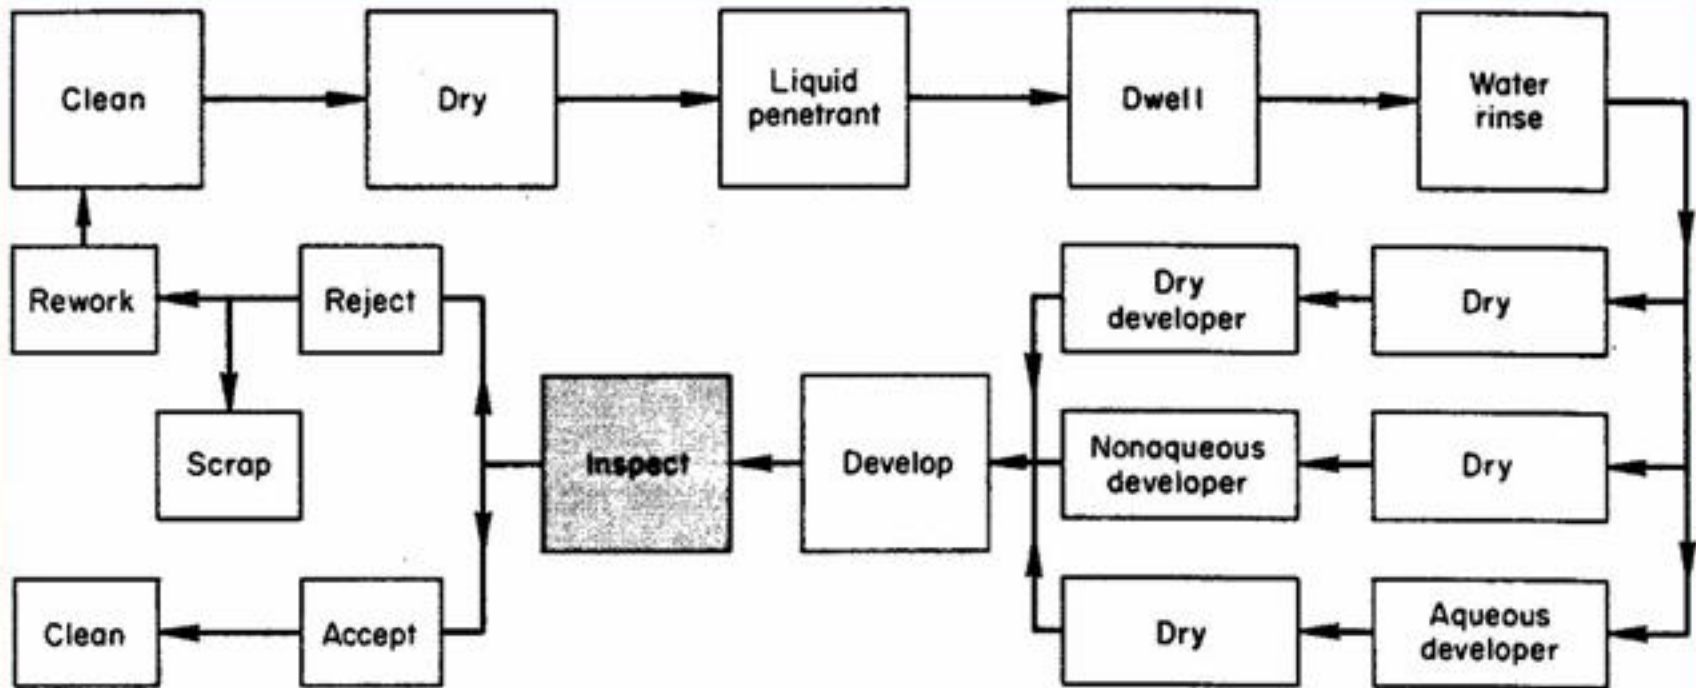 Clean
Dry
Liquid
penetrant
Dwell
Water
rinse
Rework
Reject
Dry
developer
Dry
Scrap
Inspect
Develop
Nonaqueous
developer
Dry
Clean
Accept
Dry
Aqueous
developer